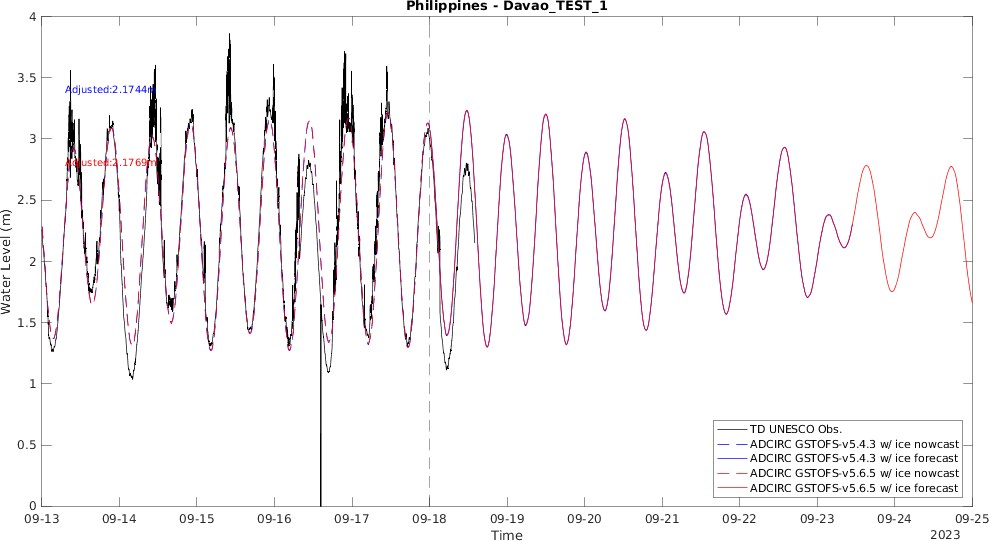 Philippines - Davao_TEST_1
Water Level (m)
4
3.5
3
2.5
2
1.5
1
0.5
0
Adjusted:2.1744m
Adjusted:2.1769m
TD UNESCO Obs.
ADCIRC GSTOFS-v5.4.3 w/ ice nowcast
ADCIRC GSTOFS-v5.4.3 w/ ice forecast
ADCIRC GSTOFS-v5.6.5 w/ ice nowcast
ADCIRC GSTOFS-v5.6.5 w/ ice forecast
09-13 09-14 09-15 09-16 09-17 09-18 09-19 09-20 09-21 09-22 09-23 09-24 09-25
Time
2023